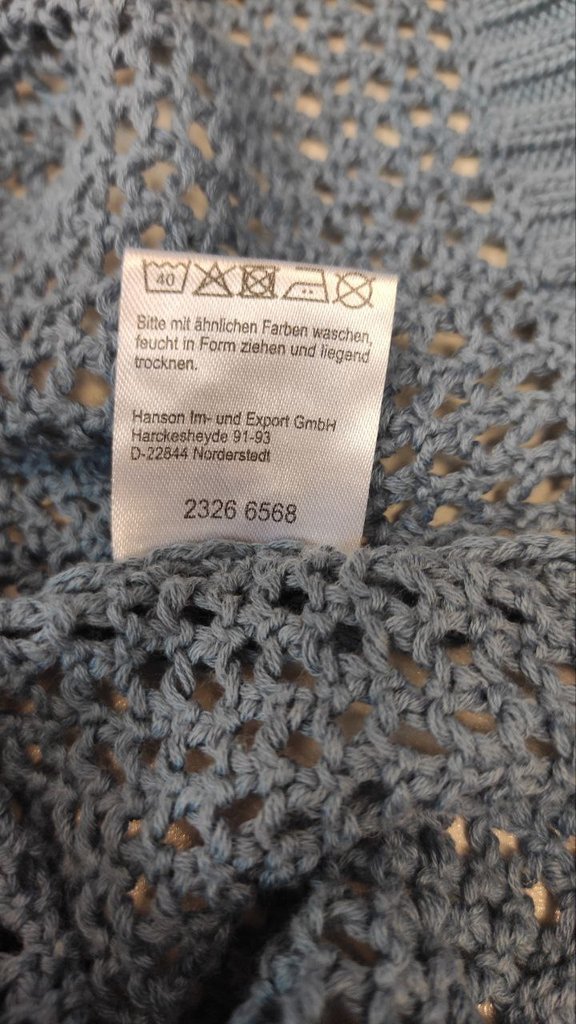 40
Bitte mit ähnlichen Farben waschen,
feucht in Form ziehen und liegend
trocknen.
Hanson Im- und Export GmbH
Harckesheyde 91-93
D-22844 Norderstedt
2326 6568